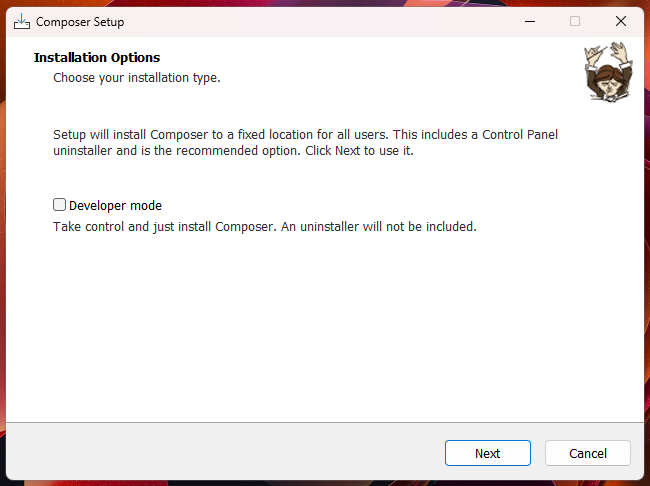 Composer Setup
Installation Options
Choose your installation type.
Setup will install Composer to a fixed location for all users. This includes a Control Panel
uninstaller and is the recommended option. Click Next to use it.
Developer mode
Take control and just install Composer. An uninstaller will not be included.
Next
Cancel